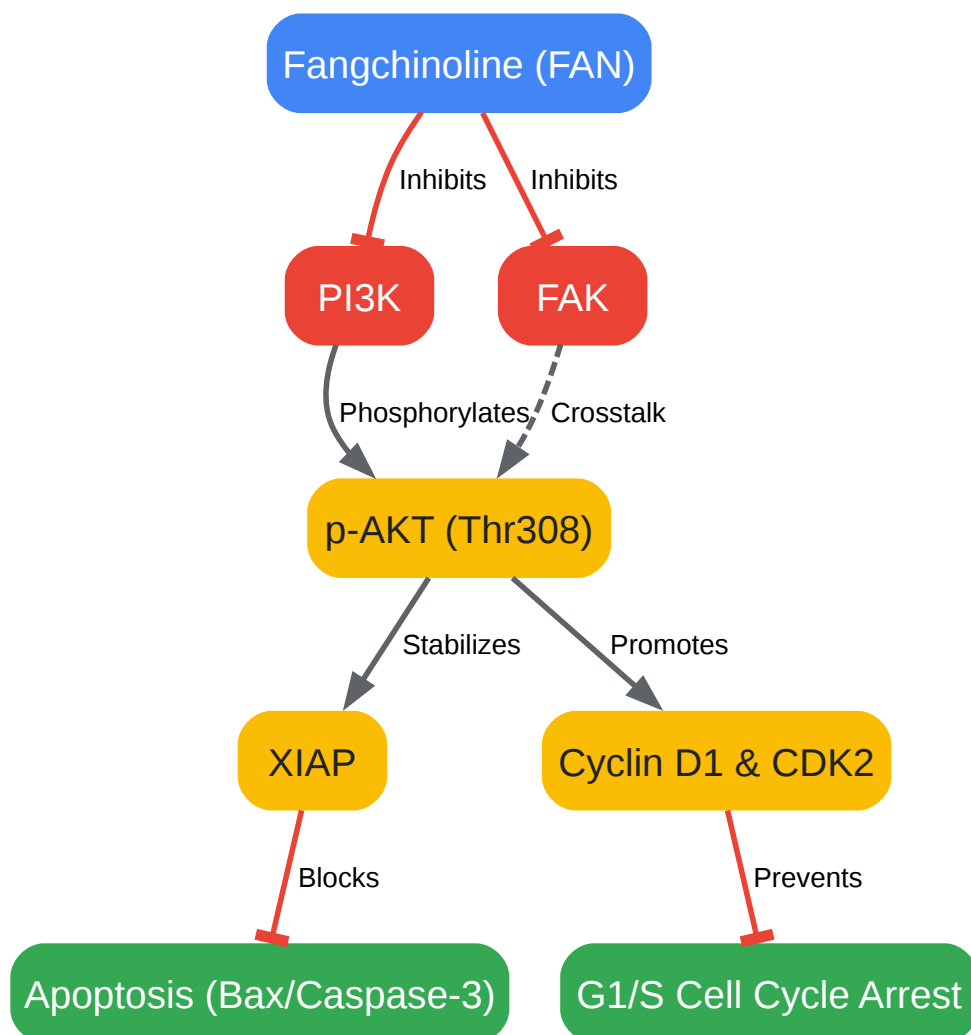 Fangchinoline (FAN)
Inhibits
Inhibits
PI3K
FAK
Phosphorylates
Crosstalk
p-AKT (Thr308)
Stabilizes
Promotes
XIAP
Cyclin D1 & CDK2
Blocks
Prevents
Apoptosis (Bax/Caspase-3)
G1/S Cell Cycle Arrest